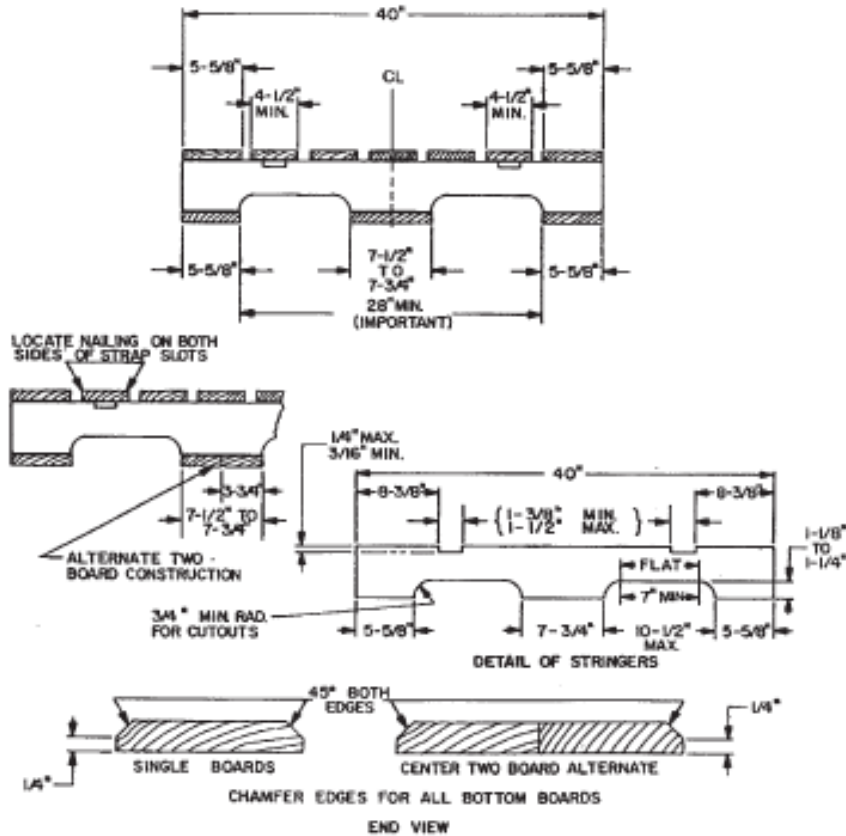 40"
5-5/8"
5-5/8"
CL
4-1/2"
MIN.
4-1/2"
MIN.
5-5/8"
7-1/2"
TO
7-3/4"
5-5/8"
28" MIN.
(IMPORTANT)
LOCATE NAILING ON BOTH
SIDES OF STRAP SLOTS
3-3/4"
7-1/2" TO
7-3/4"
ALTERNATE TWO-
BOARD CONSTRUCTION
1/4" MAX.
3/16" MIN.
40"
8-3/8"
8-3/8"
(1-3/8" MIN.
1-1/2" MAX.)
1-1/8"
TO
1-1/4"
FLAT
7" MIN
3/4" MIN. RAD.
FOR CUTOUTS
5-5/8"
7-3/4"
10-1/2"
MAX.
5-5/8"
DETAIL OF STRINGERS
45° BOTH
EDGES
1/4"
1/4"
SINGLE BOARDS
CENTER TWO BOARD ALTERNATE
CHAMFER EDGES FOR ALL BOTTOM BOARDS
END VIEW